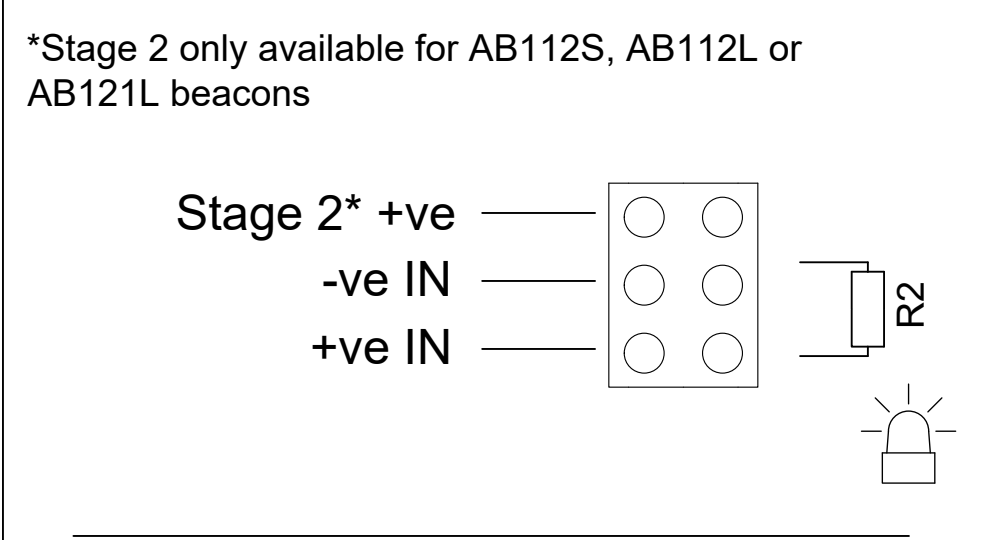 *Stage 2 only available for AB112S, AB112L or
AB121L beacons
Stage 2* +ve
-ve IN
+ve IN
R2